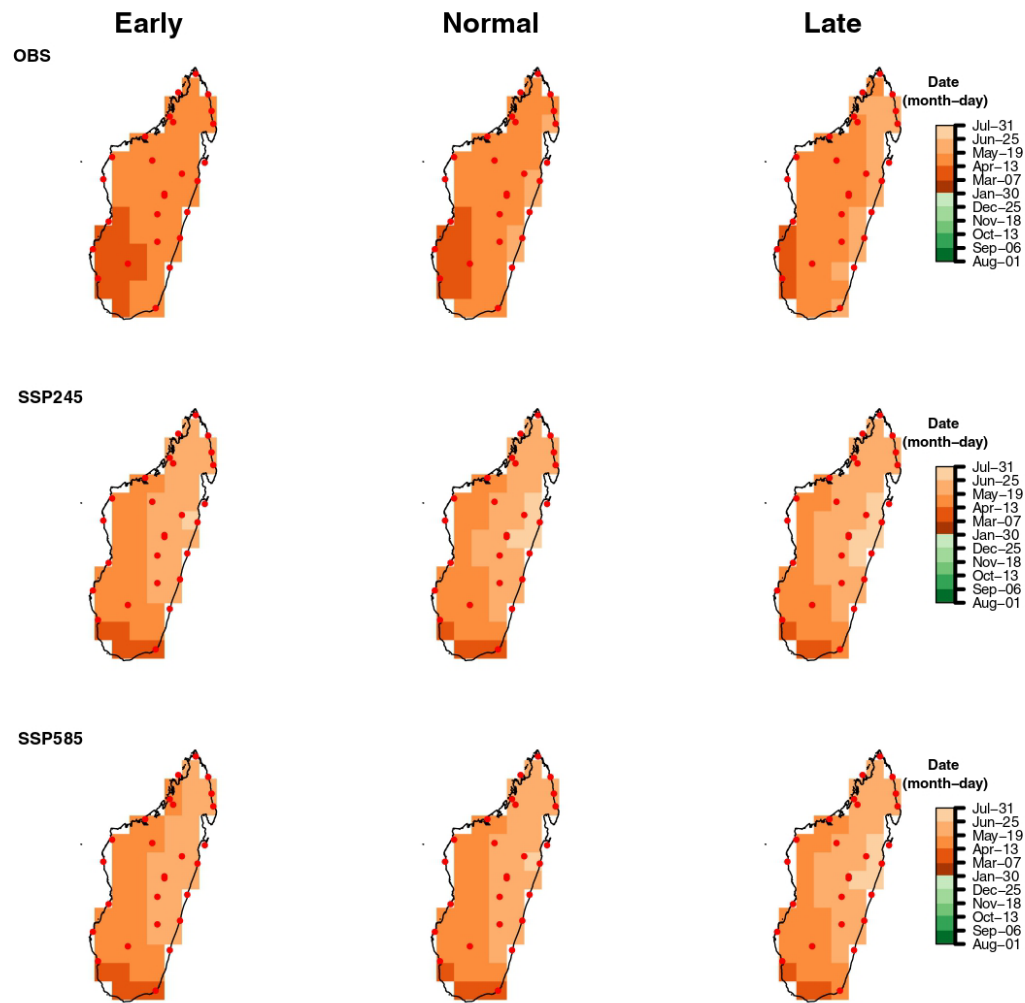 Early Normal Late
OBS
Date
(month–day)
Jul–31
Jun–25
May–19
Apr–13
Mar–07
Jan–30
Dec–25
Nov–18
Oct–13
Sep–06
Aug–01
SSP245
Date
(month–day)
Jul–31
Jun–25
May–19
Apr–13
Mar–07
Jan–30
Dec–25
Nov–18
Oct–13
Sep–06
Aug–01
SSP585
Date
(month–day)
Jul–31
Jun–25
May–19
Apr–13
Mar–07
Jan–30
Dec–25
Nov–18
Oct–13
Sep–06
Aug–01